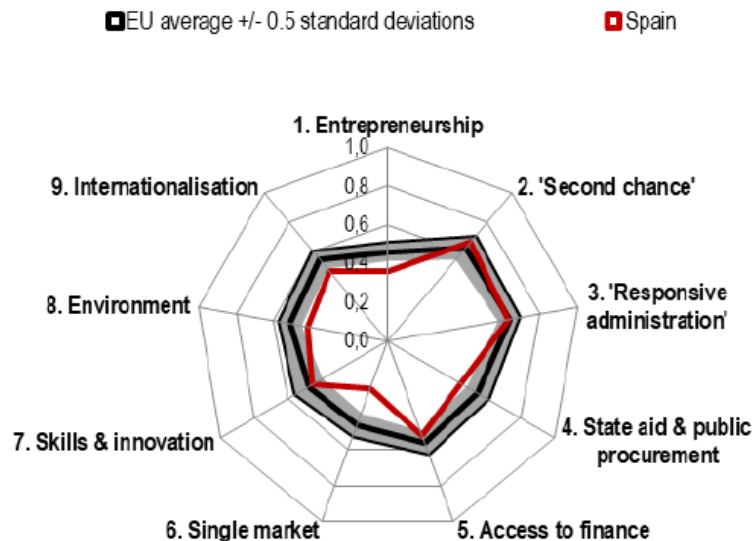 EU average +/- 0.5 standard deviations
Spain
1. Entrepreneurship
1,0
9. Internationalisation
0,8
2. 'Second chance'
0,6
0,4
8. Environment
0,2
3. 'Responsive
administration'
0,0
7. Skills & innovation
4. State aid & public
procurement
6. Single market
5. Access to finance